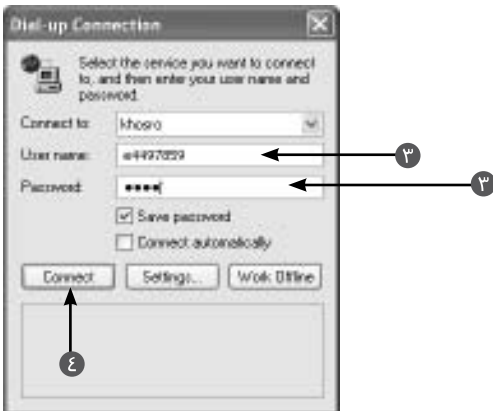 Dial-up Connection
Select the service you want to connect
to, and then enter your user name and
password.
Connect to: khosro
User name: e4497859 ٣
Password: ●●●● ٣
Save password
Connect automatically
Connect Settings... Work Offline
٤